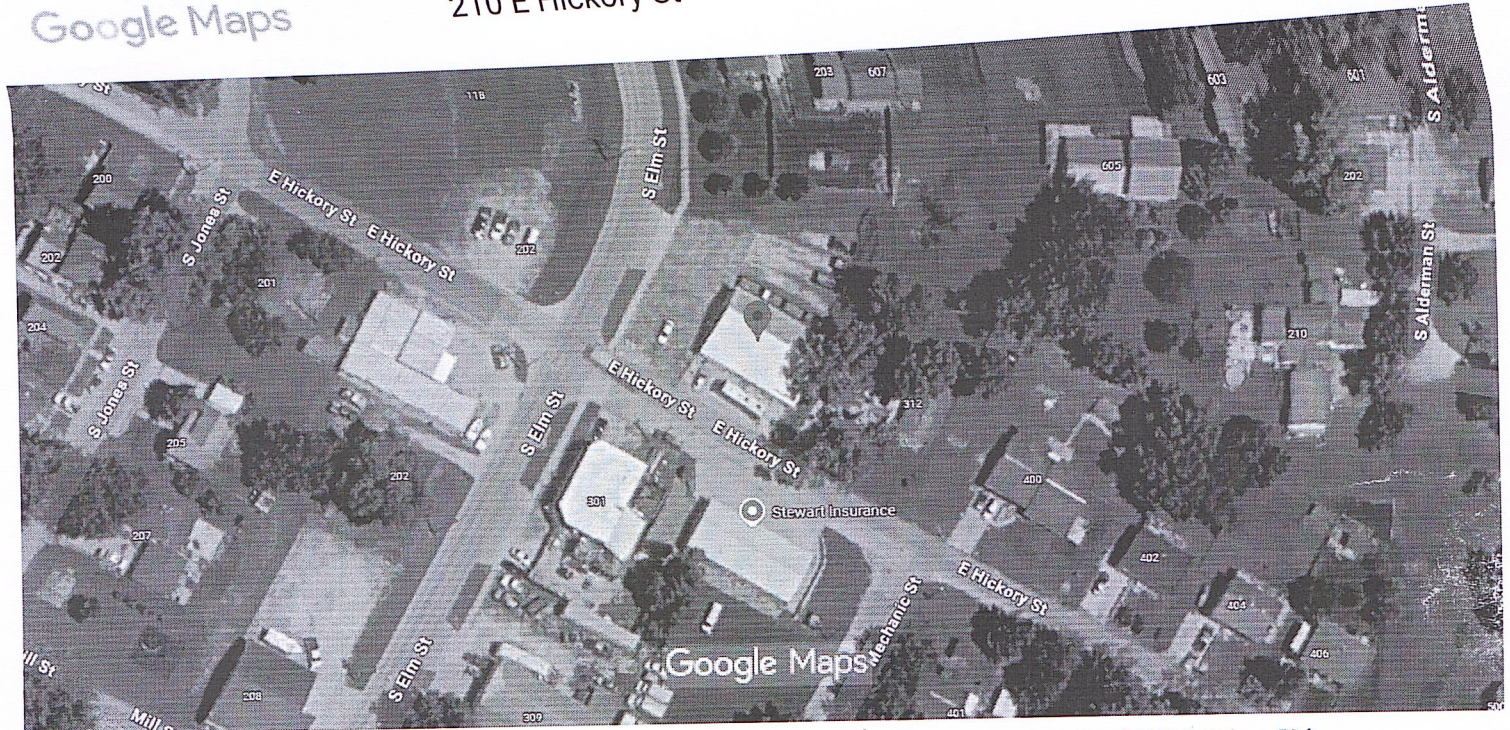 Google Maps
210 E Hickory St
118
203
607
603
601
S Elm St
605
202
200
E Hickory St
E Hickory St
S Jones St
202
202
201
S Alderman St
204
210
S Jones St
E Hickory St
312
E Hickory St
S Elm St
205
202
301
400
Stewart Insurance
207
402
E Hickory St
404
Mechanic St
406
Google Maps
S Elm St
208
309
401
500